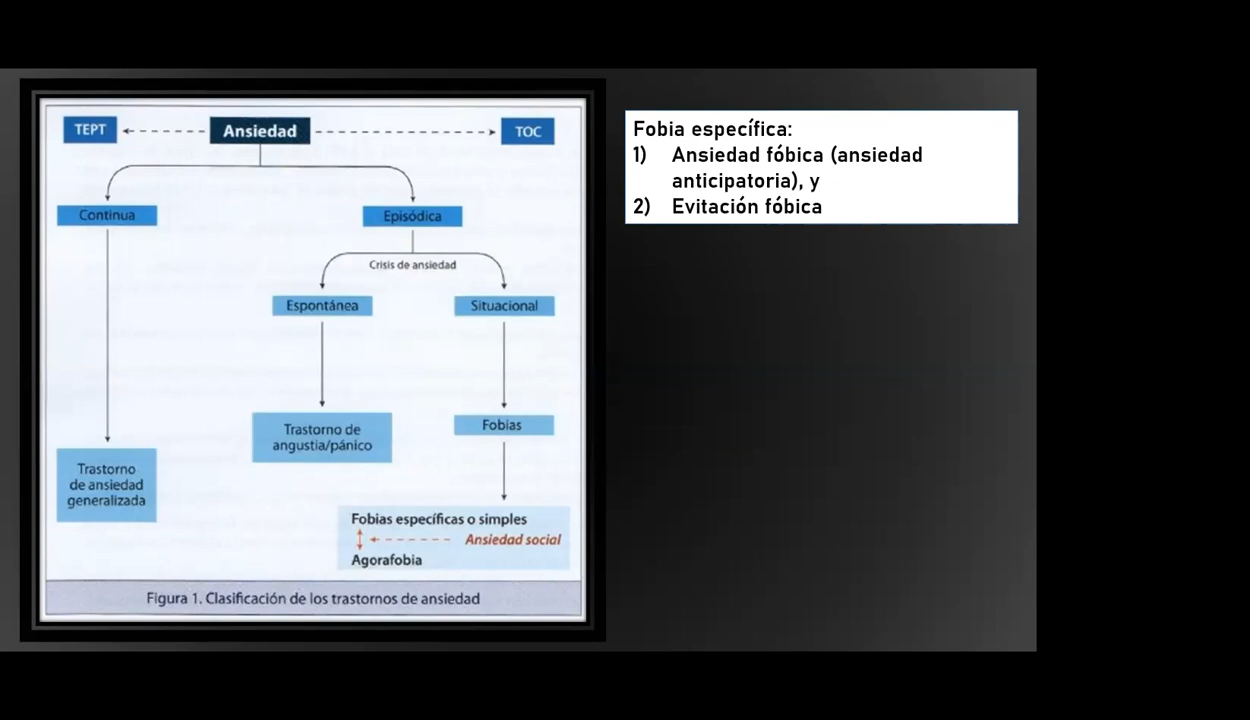 TEPT
Ansiedad
TOC
Continua
Episódica
Crisis de ansiedad
Espontánea
Situacional
Trastorno de
angustia/pánico
Fobias
Trastorno
de ansiedad
generalizada
Fobias específicas o simples
Ansiedad social
Agorafobia
Figura 1. Clasificación de los trastornos de ansiedad
Fobia específica:
1) Ansiedad fóbica (ansiedad
anticipatoria), y
2) Evitación fóbica